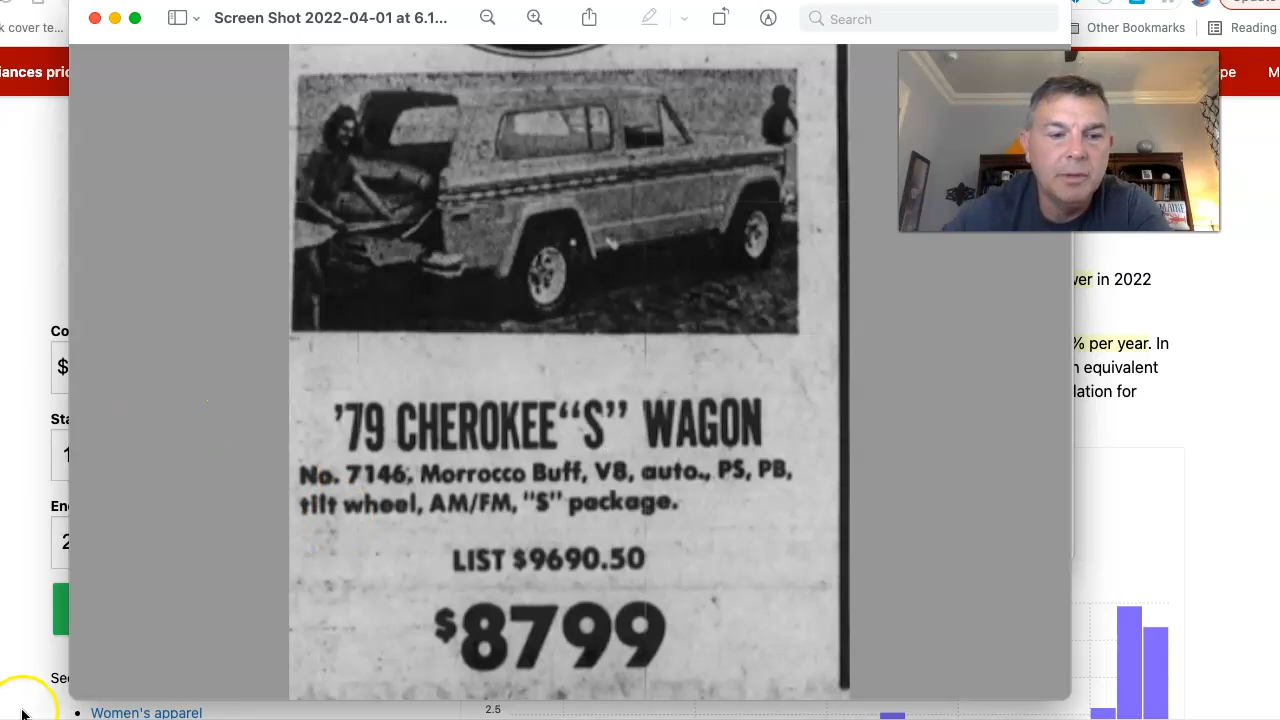 Screen Shot 2022-04-01 at 6.1...
Search
Other Bookmarks
Reading
in 2022
% per year. In
equivalent
for
$
'79 CHEROKEE "S" WAGON
No. 7146, Morrocco Buff, V8, auto., PS, PB,
tilt wheel, AM/FM, "S" package.
LIST $9690.50
$8799
Women's apparel
2.5